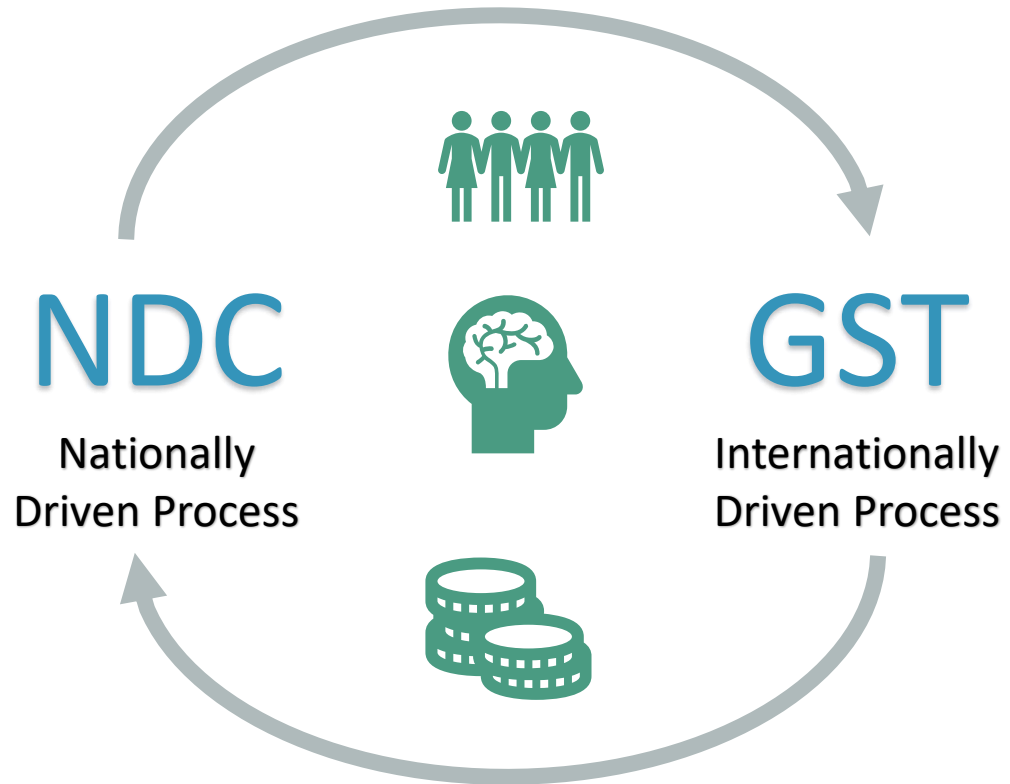 NDC
Nationally
Driven Process
GST
Internationally
Driven Process